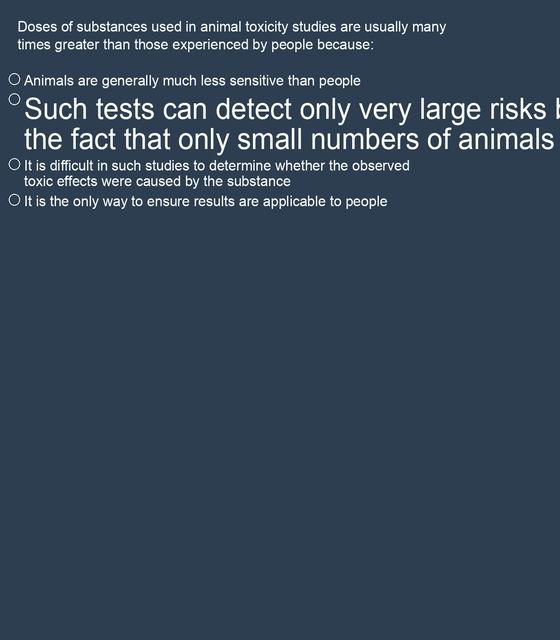 Doses of substances used in animal toxicity studies are usually many
times greater than those experienced by people because:
Animals are generally much less sensitive than people
Such tests can detect only very large risks
the fact that only small numbers of animals
It is difficult in such studies to determine whether the observed
toxic effects were caused by the substance
It is the only way to ensure results are applicable to people